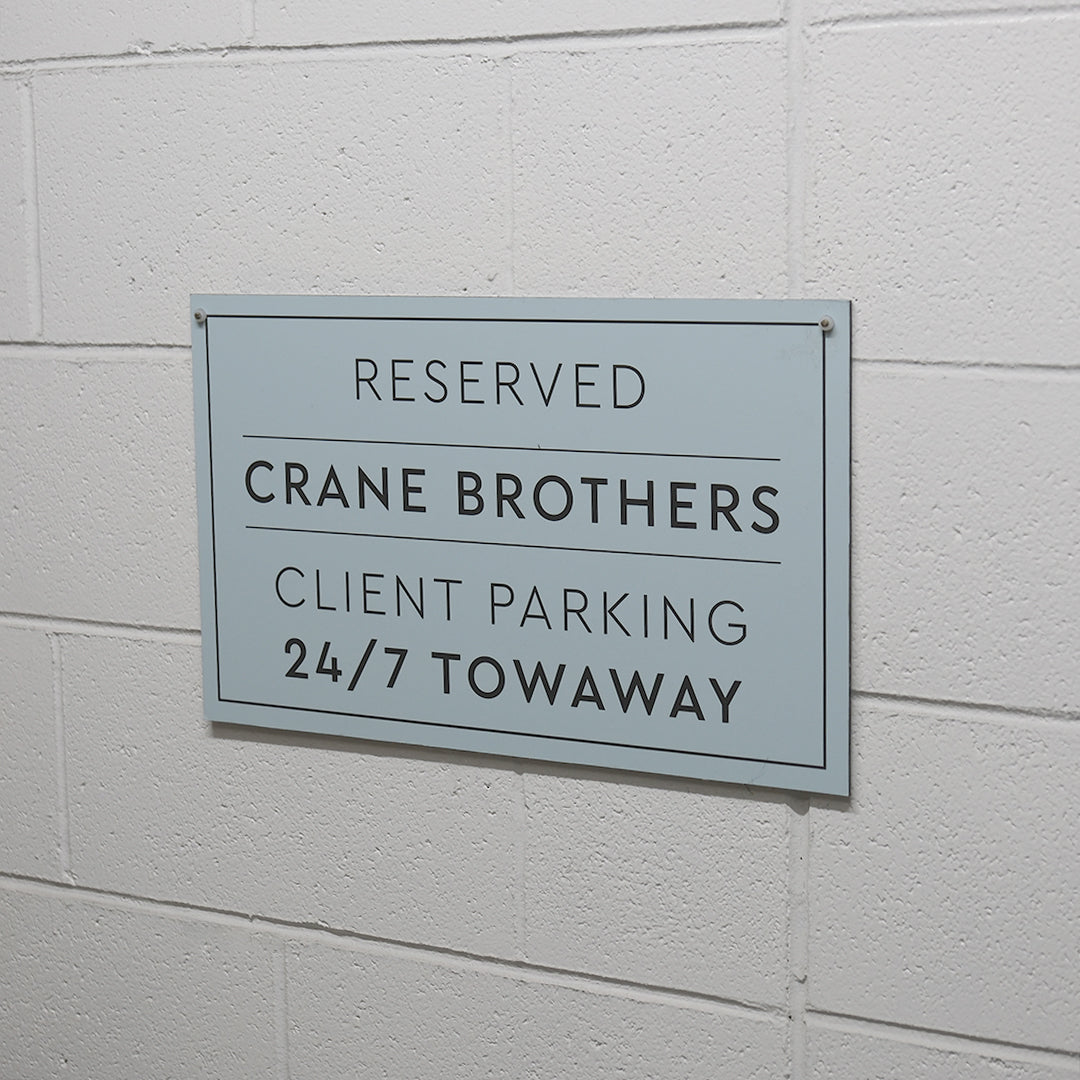 RESERVED
CRANE BROTHERS
CLIENT PARKING
24/7 TOWAWAY